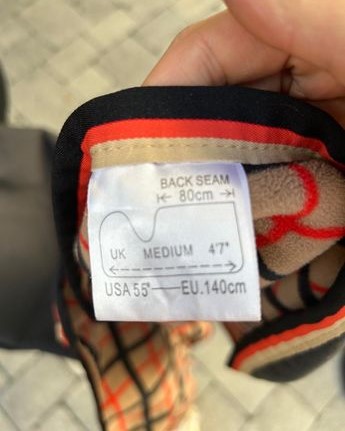 BACK SEAM
80cm
UK MEDIUM 4'7"
USA 55" EU.140cm